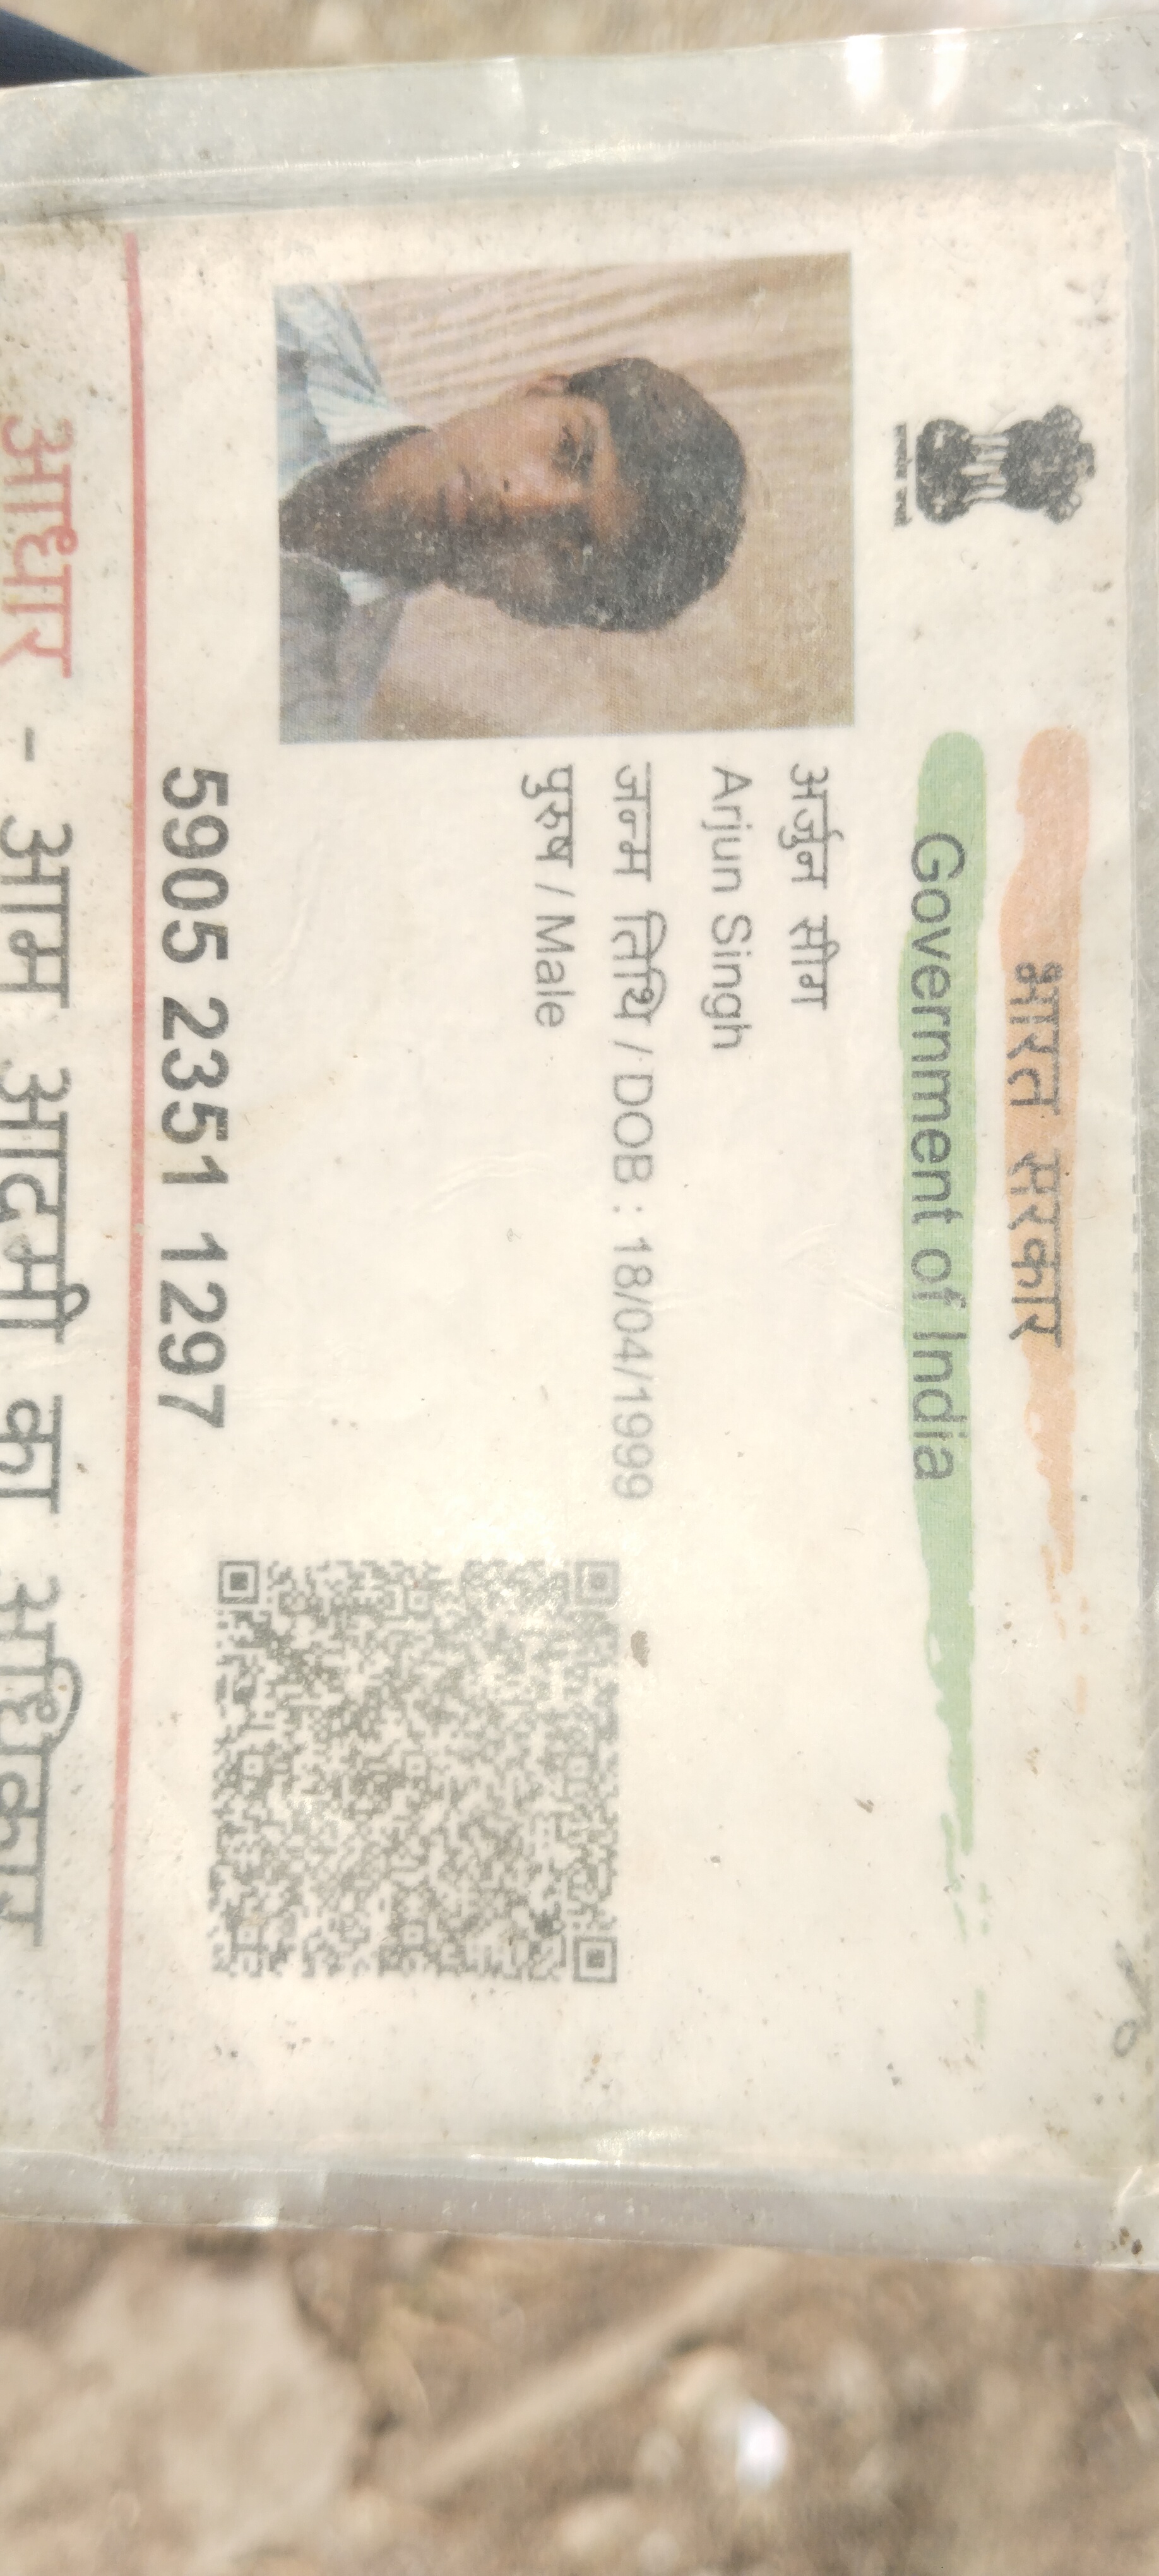 भारत सरकार
Government of India
अर्जुन सीग
Arjun Singh
जन्म तिथि / DOB : 18/04/1999
पुरुष / Male
5905 2351 1297
आधार - आम आदमी का अधिकार